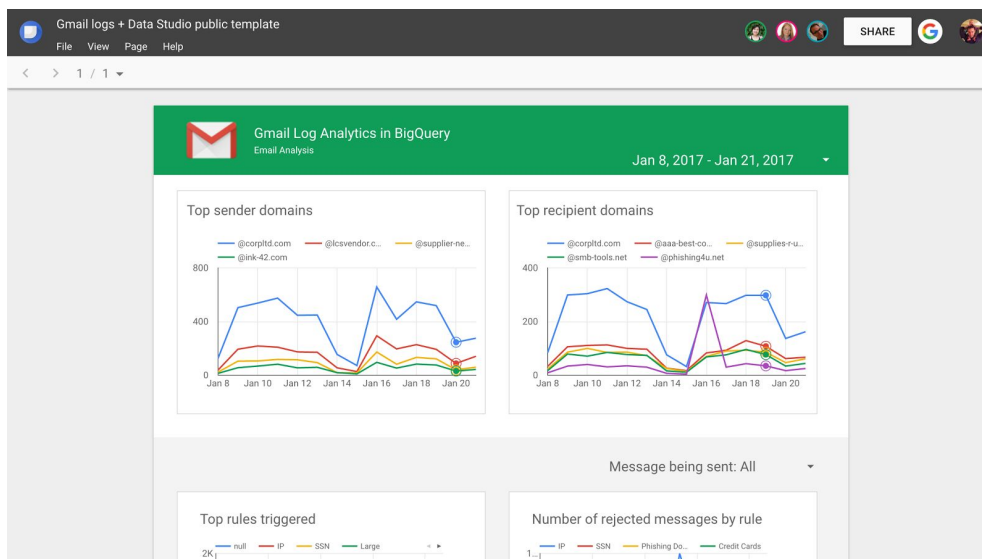 Gmail logs + Data Studio public template
File View Page Help
SHARE
1 / 1
Gmail Log Analytics in BigQuery
Email Analysis
Jan 8, 2017 - Jan 21, 2017
Top sender domains
@corpltd.com @lcsvendor.c... @supplier-ne...
@ink-42.com
800
400
0
Jan 8 Jan 10 Jan 12 Jan 14 Jan 16 Jan 18 Jan 20
Top recipient domains
@corpltd.com @aaa-best-co... @supplies-r-u...
@smb-tools.net @phishing4u.net
400
200
0
Jan 8 Jan 10 Jan 12 Jan 14 Jan 16 Jan 18 Jan 20
Message being sent: All
Top rules triggered
null IP SSN Large
2K
Number of rejected messages by rule
IP SSN Phishing Do... Credit Cards
1...